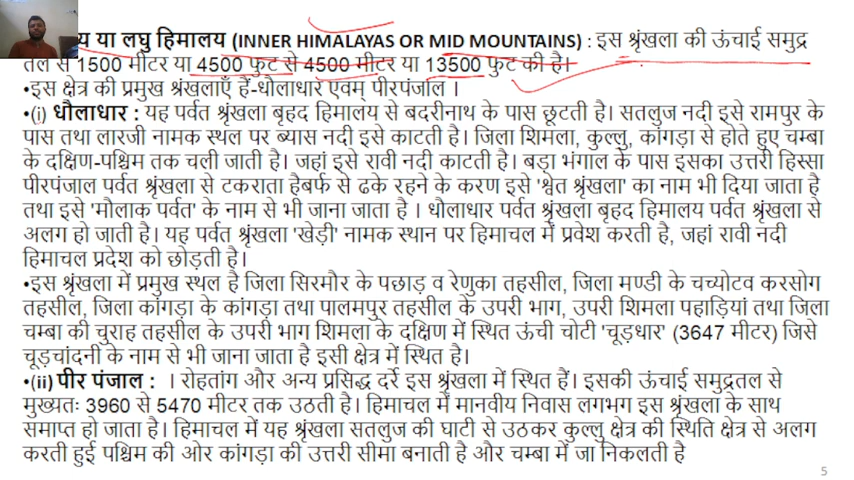 य या लघु हिमालय (INNER HIMALAYAS OR MID MOUNTAINS) : इस श्रृंखला की ऊंचाई समुद्र
तल से 1500 मीटर या 4500 फुट से 4500 मीटर या 13500 फुट की है।
•इस क्षेत्र की प्रमुख श्रंखलाएँ हैं-धौलाधार एवम् पीरपंजाल ।
•(i) धौलाधार : यह पर्वत श्रृंखला बृहद हिमालय से बदरीनाथ के पास छूटती है। सतलुज नदी इसे रामपुर के
पास तथा लारजी नामक स्थल पर ब्यास नदी इसे काटती है। जिला शिमला, कुल्लु, कांगड़ा से होते हुए चम्बा
के दक्षिण-पश्चिम तक चली जाती है। जहां इसे रावी नदी काटती है। बड़ा भंगाल के पास इसका उत्तरी हिस्सा
पीरपंजाल पर्वत श्रृंखला से टकराता हैबर्फ से ढके रहने के करण इसे 'श्वेत श्रृंखला' का नाम भी दिया जाता है
तथा इसे 'मौलाक पर्वत' के नाम से भी जाना जाता है । धौलाधार पर्वत श्रृंखला बृहद हिमालय पर्वत श्रृंखला से
अलग हो जाती है। यह पर्वत श्रृंखला 'खेड़ी' नामक स्थान पर हिमाचल में प्रवेश करती है, जहां रावी नदी
हिमाचल प्रदेश को छोड़ती है।
•इस श्रृंखला में प्रमुख स्थल है जिला सिरमौर के पछाड़ व रेणुका तहसील, जिला मण्डी के चच्योटव करसोग
तहसील, जिला कांगड़ा के कांगड़ा तथा पालमपुर तहसील के उपरी भाग, उपरी शिमला पहाड़ियां तथा जिला
चम्बा की चुराह तहसील के उपरी भाग शिमला के दक्षिण में स्थित ऊंची चोटी 'चूड़धार' (3647 मीटर) जिसे
चूड़चांदनी के नाम से भी जाना जाता है इसी क्षेत्र में स्थित है।
•(ii) पीर पंजाल : । रोहतांग और अन्य प्रसिद्ध दर्रे इस श्रृंखला में स्थित हैं। इसकी ऊंचाई समुद्रतल से
मुख्यतः 3960 से 5470 मीटर तक उठती है। हिमाचल में मानवीय निवास लगभग इस श्रृंखला के साथ
समाप्त हो जाता है। हिमाचल में यह श्रृंखला सतलुज की घाटी से उठकर कुल्लु क्षेत्र की स्थिति क्षेत्र से अलग
करती हुई पश्चिम की ओर कांगड़ा की उत्तरी सीमा बनाती है और चम्बा में जा निकलती है
5